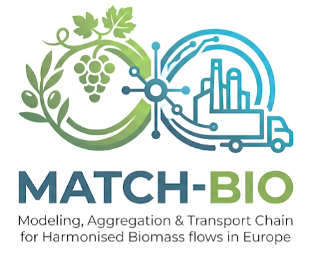 MATCH-BIO
Modeling, Aggregation & Transport Chain
for Harmonised Biomass flows in Europe